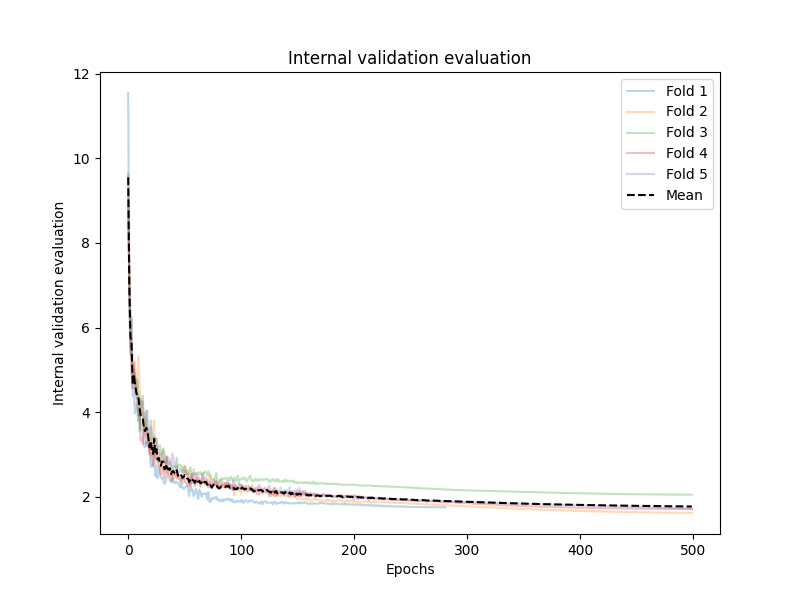 Internal validation evaluation
Internal validation evaluation
12
10
8
6
4
2
0
100
200
300
400
500
Epochs
Fold 1
Fold 2
Fold 3
Fold 4
Fold 5
Mean